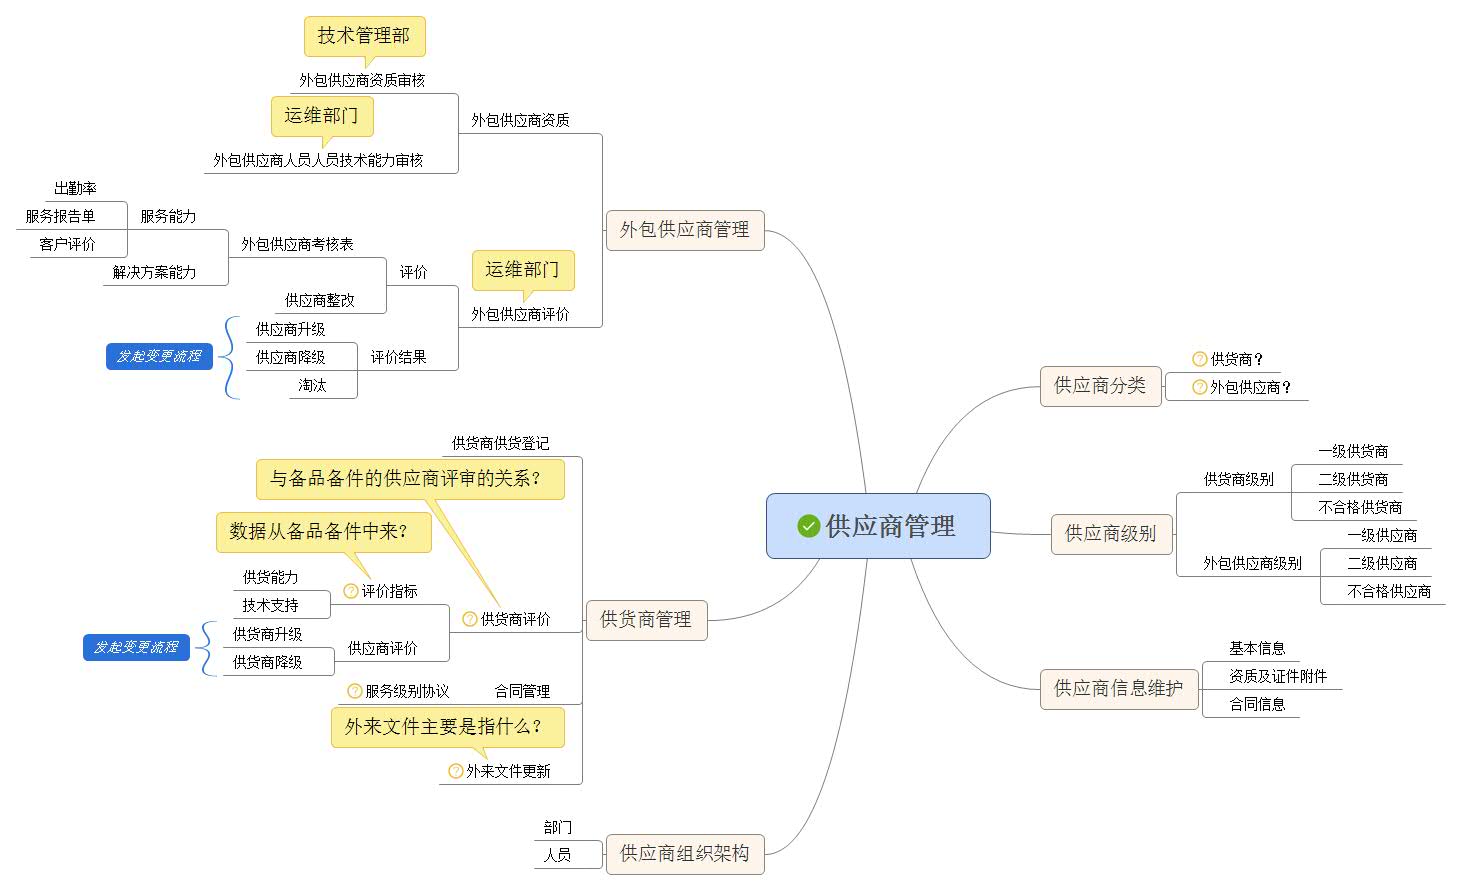 供应商管理
供应商分类
供货商？
外包供应商？
供应商级别
供货商级别
一级供货商
二级供货商
不合格供货商
外包供应商级别
一级供应商
二级供应商
不合格供应商
供应商信息维护
基本信息
资质及证件附件
合同信息
外包供应商管理
外包供应商资质
技术管理部
外包供应商资质审核
运维部门
外包供应商人员人员技术能力审核
运维部门
外包供应商评价
评价
外包供应商考核表
服务能力
出勤率
服务报告单
客户评价
解决方案能力
供应商整改
评价结果
供应商升级
供应商降级
淘汰
发起变更流程
供货商管理
供货商供货登记
与备品备件的供应商评审的关系？
供货商评价
数据从备品备件中来？
评价指标
供货能力
技术支持
供应商评价
供货商升级
供货商降级
发起变更流程
合同管理
服务级别协议
外来文件主要是指什么？
外来文件更新
供应商组织架构
部门
人员